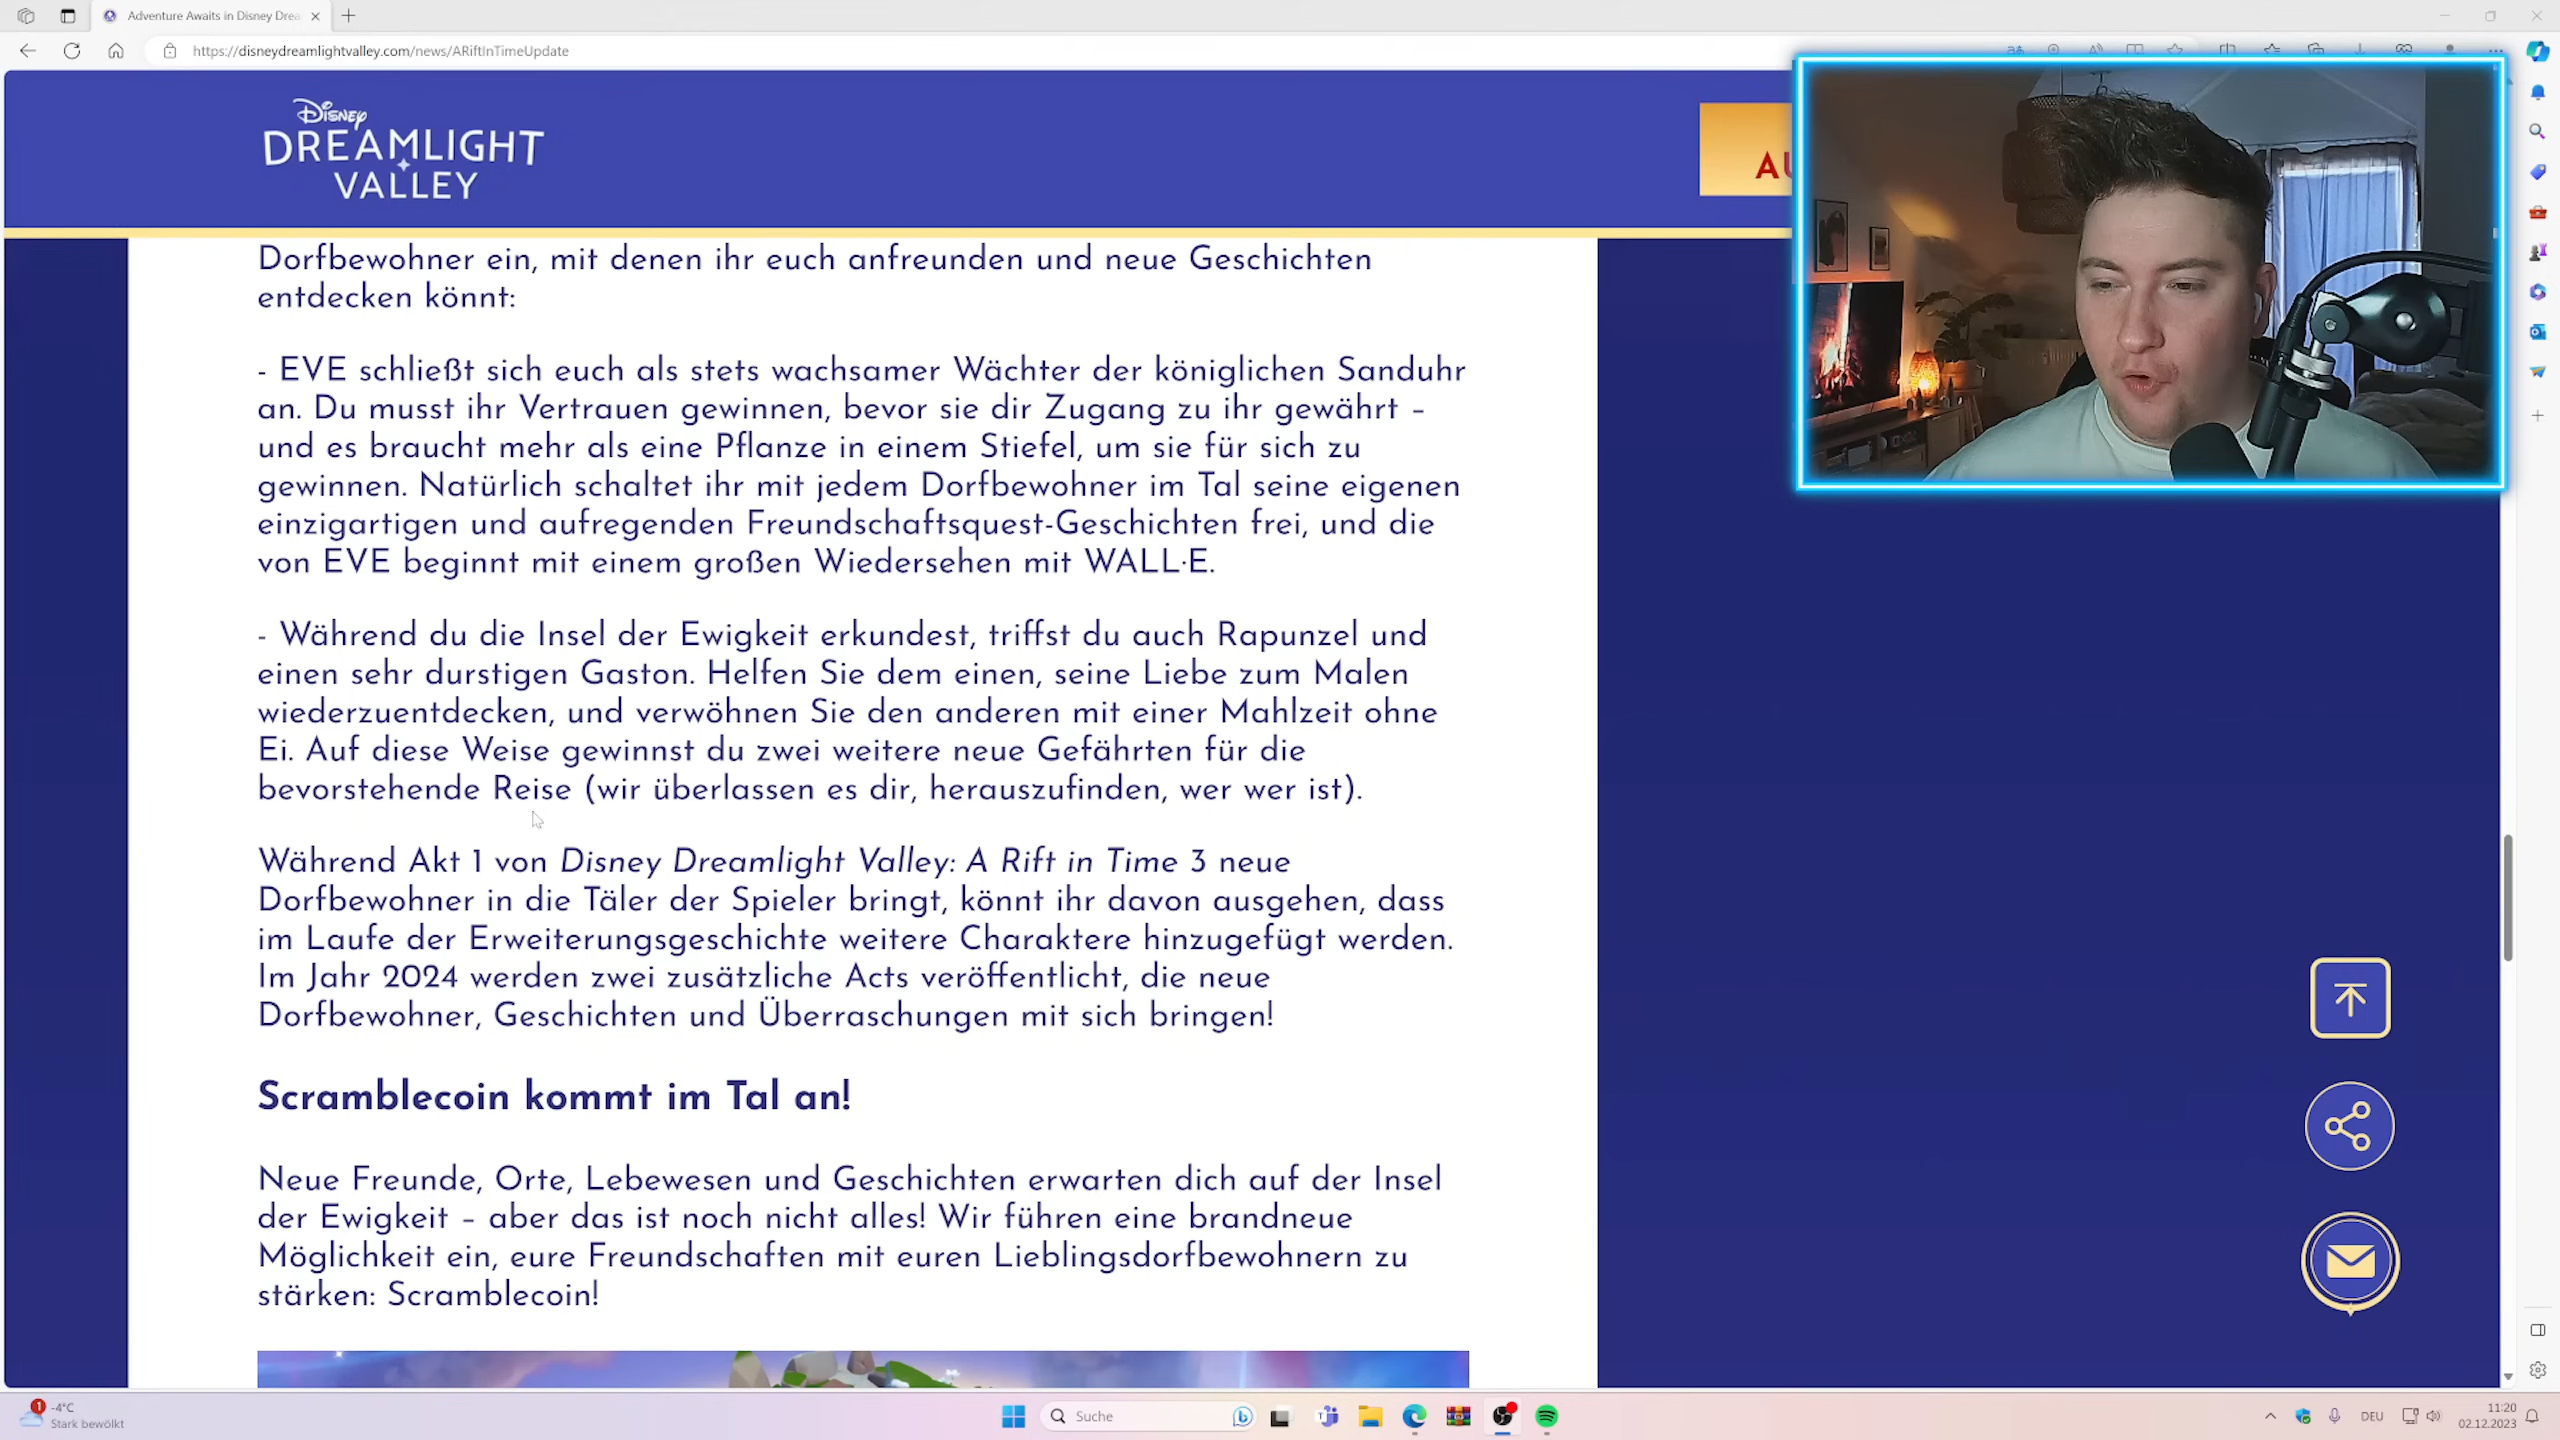 Adventure Awaits in Disney Drea
https://disneydreamlightvalley.com/news/ARiftInTimeUpdate
Disney
DREAMLIGHT
VALLEY
AU
Dorfbewohner ein, mit denen ihr euch anfreunden und neue Geschichten
entdecken könnt:
- EVE schließt sich euch als stets wachsamer Wächter der königlichen Sanduhr
an. Du musst ihr Vertrauen gewinnen, bevor sie dir Zugang zu ihr gewährt –
und es braucht mehr als eine Pflanze in einem Stiefel, um sie für sich zu
gewinnen. Natürlich schaltet ihr mit jedem Dorfbewohner im Tal seine eigenen
einzigartigen und aufregenden Freundschaftsquest-Geschichten frei, und die
von EVE beginnt mit einem großen Wiedersehen mit WALL·E.
- Während du die Insel der Ewigkeit erkundest, triffst du auch Rapunzel und
einen sehr durstigen Gaston. Helfen Sie dem einen, seine Liebe zum Malen
wiederzuentdecken, und verwöhnen Sie den anderen mit einer Mahlzeit ohne
Ei. Auf diese Weise gewinnst du zwei weitere neue Gefährten für die
bevorstehende Reise (wir überlassen es dir, herauszufinden, wer wer ist).
Während Akt 1 von Disney Dreamlight Valley: A Rift in Time 3 neue
Dorfbewohner in die Täler der Spieler bringt, könnt ihr davon ausgehen, dass
im Laufe der Erweiterungsgeschichte weitere Charaktere hinzugefügt werden.
Im Jahr 2024 werden zwei zusätzliche Acts veröffentlicht, die neue
Dorfbewohner, Geschichten und Überraschungen mit sich bringen!
Scramblecoin kommt im Tal an!
Neue Freunde, Orte, Lebewesen und Geschichten erwarten dich auf der Insel
der Ewigkeit – aber das ist noch nicht alles! Wir führen eine brandneue
Möglichkeit ein, eure Freundschaften mit euren Lieblingsdorfbewohnern zu
stärken: Scramblecoin!
1
-4°C
Stark bewölkt
Suche
DEU
11:20
02.12.2023